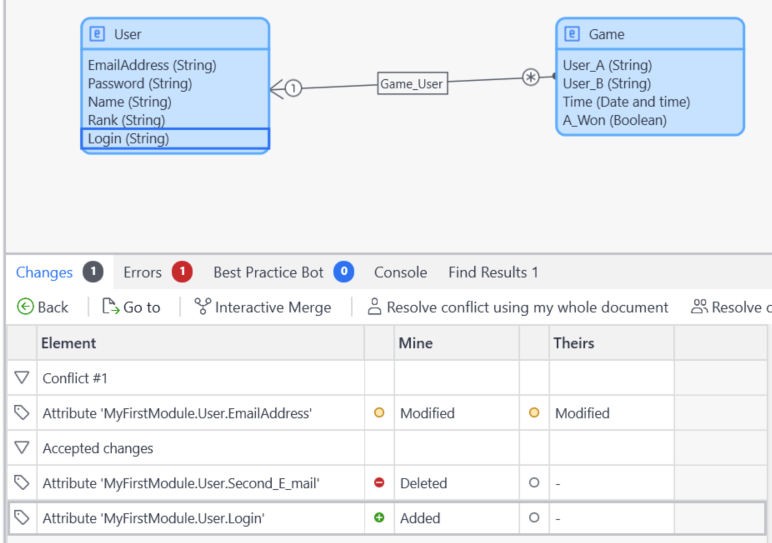 User
EmailAddress (String)
Password (String)
Name (String)
Rank (String)
Login (String)
1
Game_User
*
Game
User_A (String)
User_B (String)
Time (Date and time)
A_Won (Boolean)
Changes 1 Errors 1 Best Practice Bot 0 Console Find Results 1
Back Go to Interactive Merge Resolve conflict using my whole document Resolve c
Element Mine Theirs
Conflict #1
Attribute 'MyFirstModule.User.EmailAddress' Modified Modified
Accepted changes
Attribute 'MyFirstModule.User.Second_E_mail' Deleted -
Attribute 'MyFirstModule.User.Login' Added -